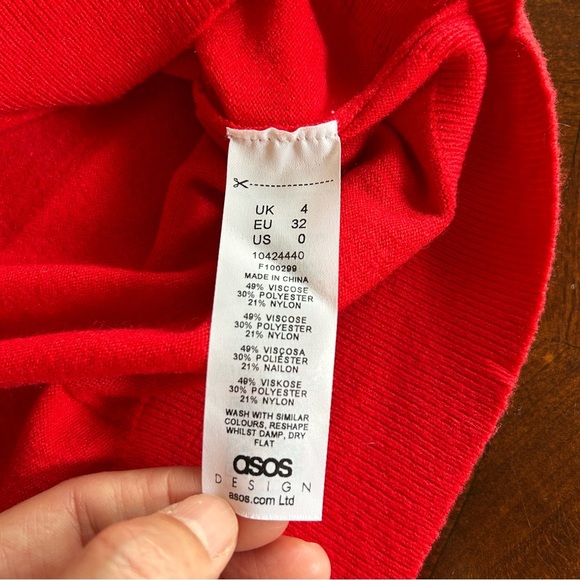 UK 4
EU 32
US 0
10424440
F100299
MADE IN CHINA
49% VISCOSE
30% POLYESTER
21% NYLON
49% VISCOSE
30% POLYESTER
21% NYLON
49% VISCOSA
30% POLIÉSTER
21% NAILON
49% VISKOSE
30% POLYESTER
21% NYLON
WASH WITH SIMILAR
COLOURS, RESHAPE
WHILST DAMP, DRY
FLAT
asos
DESIGN
asos.com Ltd